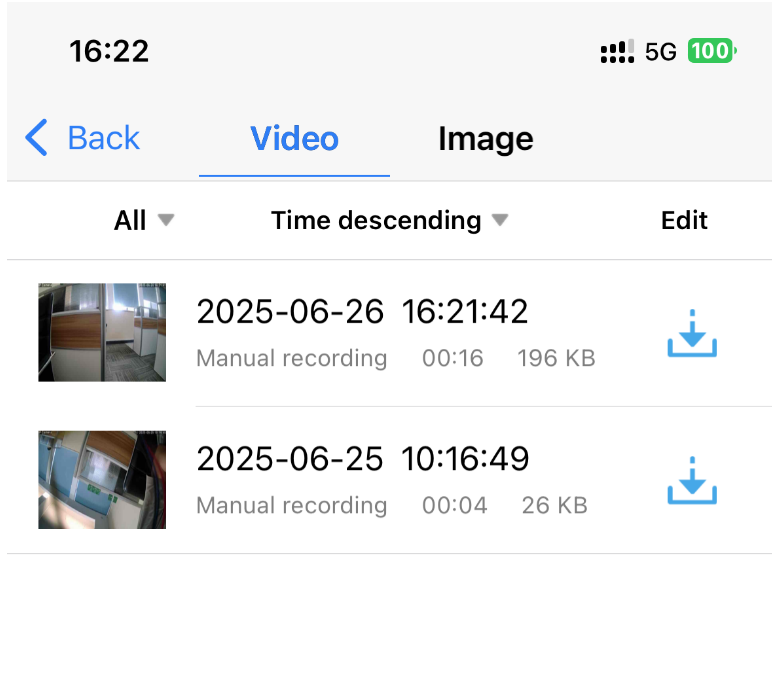 16:22 5G 100
Back Video Image
All Time descending Edit
2025-06-26 16:21:42
Manual recording 00:16 196 KB
2025-06-25 10:16:49
Manual recording 00:04 26 KB